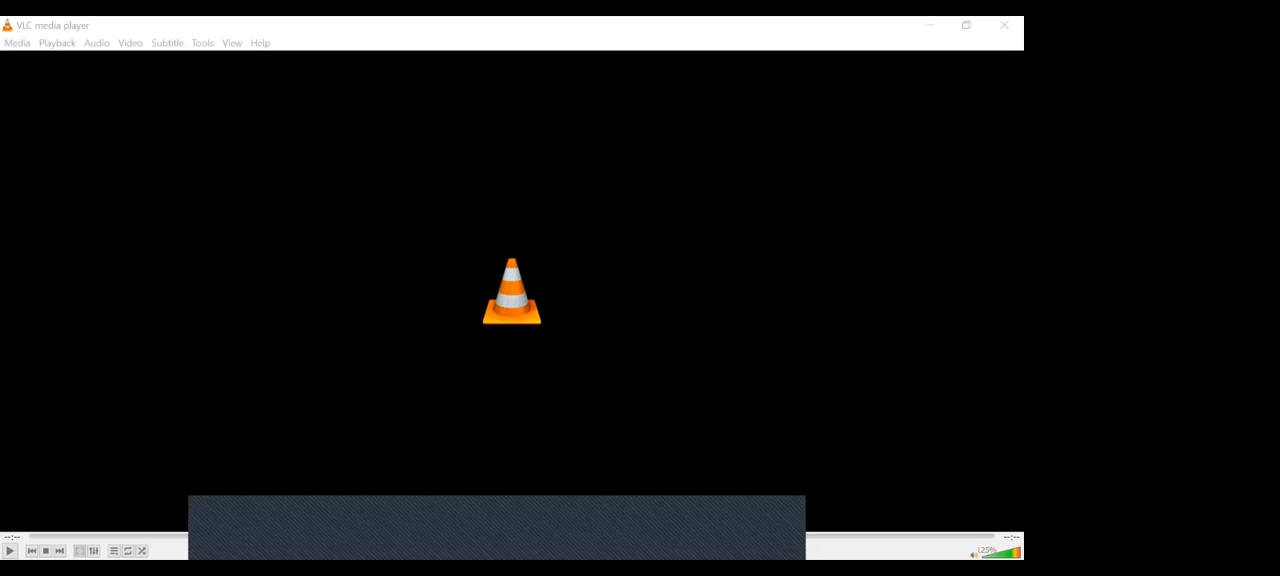 VLC media player
Media Playback Audio Video Subtitle Tools View Help
--:-- --:--
125%